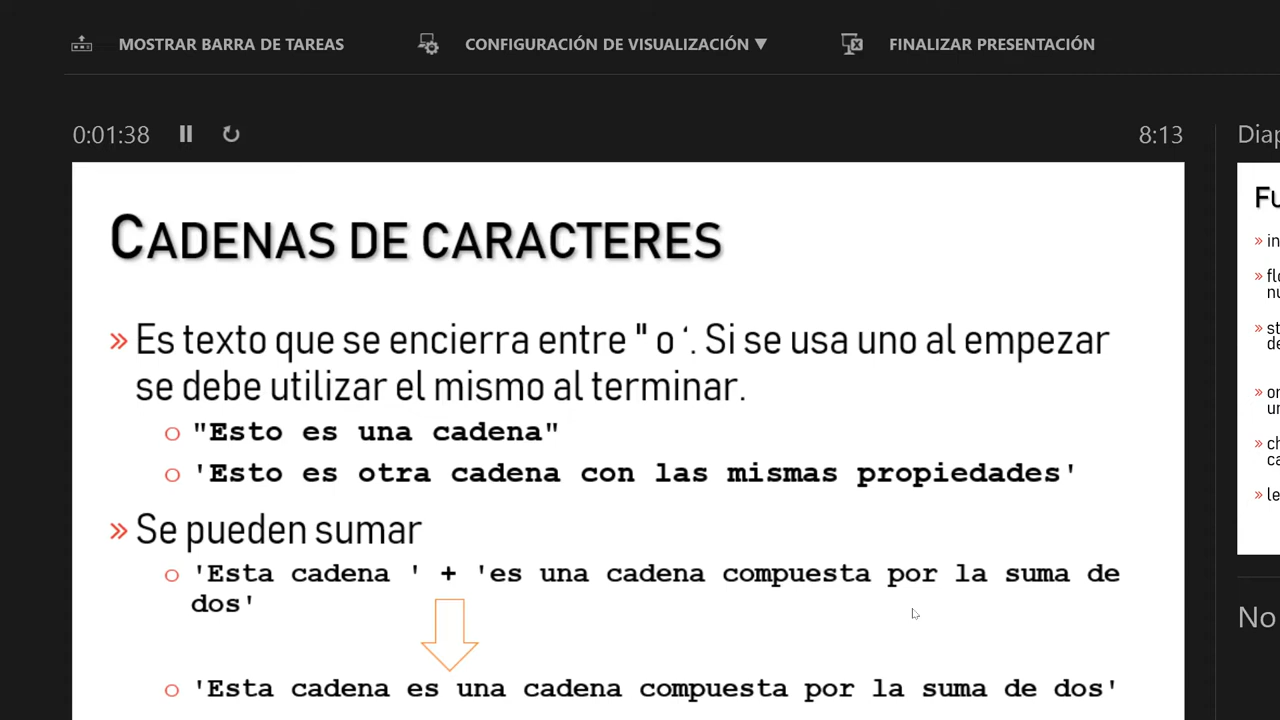 MOSTRAR BARRA DE TAREAS
CONFIGURACIÓN DE VISUALIZACIÓN ▼
FINALIZAR PRESENTACIÓN
0:01:38
8:13
CADENAS DE CARACTERES
» Es texto que se encierra entre " o ‘. Si se usa uno al empezar
se debe utilizar el mismo al terminar.
o "Esto es una cadena"
o 'Esto es otra cadena con las mismas propiedades'
» Se pueden sumar
o 'Esta cadena ' + 'es una cadena compuesta por la suma de
dos'
o 'Esta cadena es una cadena compuesta por la suma de dos'
No